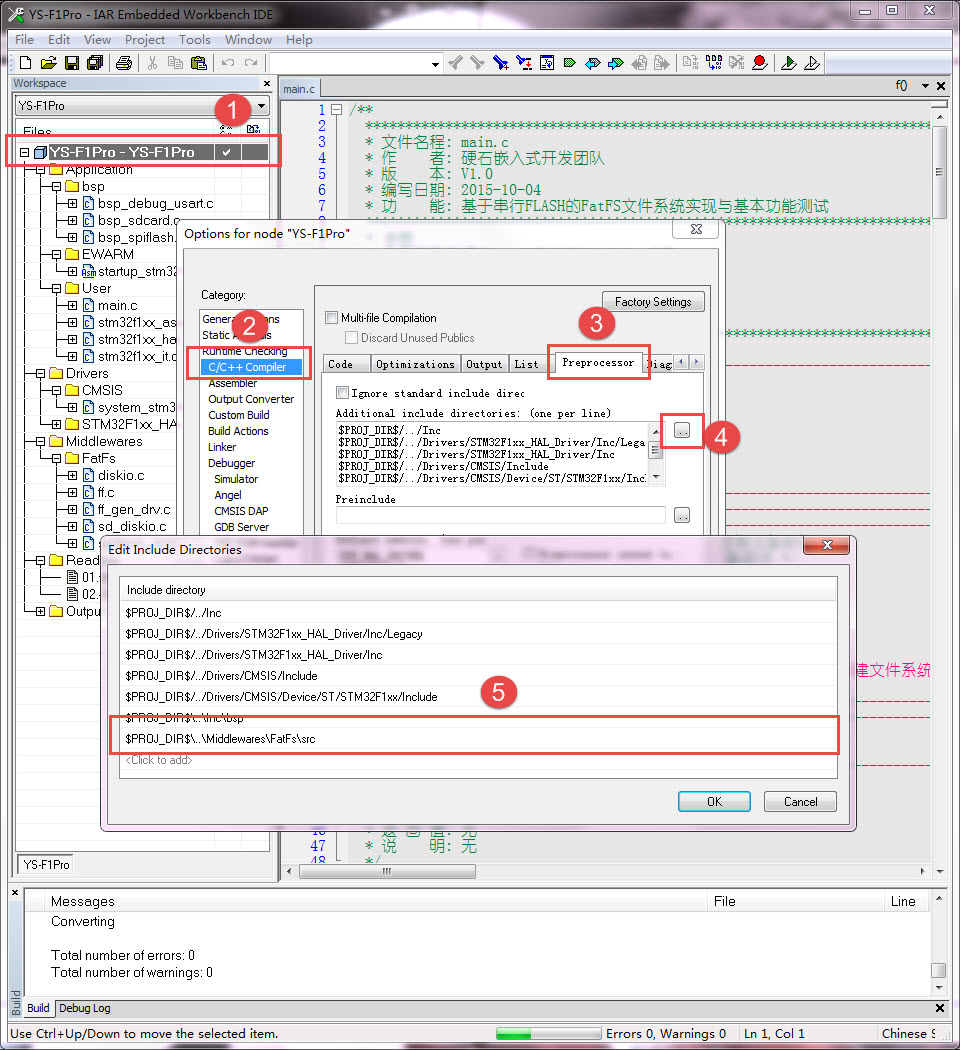 YS-F1Pro - IAR Embedded Workbench IDE
File Edit View Project Tools Window Help
Workspace
YS-F1Pro
1
Files
YS-F1Pro - YS-F1Pro
Application
bsp
bsp_debug_usart.c
bsp_sdcard.c
bsp_spiflash.
EWARM
startup_stm32
User
main.c
stm32f1xx_as
stm32f1xx_ha
stm32f1xx_it.c
Drivers
CMSIS
system_stm3
STM32F1xx_HA
Middlewares
FatFs
diskio.c
ff.c
ff_gen_drv.c
sd_diskio.c
s
Read
01.
02.
Outpu
YS-F1Pro
main.c
f()
1 /**
2 ******************************************************************************
3 * 文件名程: main.c
4 * 作 者: 硬石嵌入式开发团队
5 * 版 本: V1.0
6 * 编写日期: 2015-10-04
7 * 功 能: 基于串行FLASH的FatFS文件系统实现与基本功能测试
建文件系统
47 * 说 明: 无
48 */
Options for node "YS-F1Pro"
Category:
2
Static Analysis
Runtime Checking
C/C++ Compiler
Assembler
Output Converter
Custom Build
Build Actions
Linker
Debugger
Simulator
Angel
CMSIS DAP
GDB Server
Factory Settings
Multi-file Compilation
Discard Unused Publics
3
Code Optimizations Output List Preprocessor Diag
Ignore standard include direc
Additional include directories: (one per line)
$PROJ_DIR$/../Inc
$PROJ_DIR$/../Drivers/STM32F1xx_HAL_Driver/Inc/Lega
$PROJ_DIR$/../Drivers/STM32F1xx_HAL_Driver/Inc
$PROJ_DIR$/../Drivers/CMSIS/Include
$PROJ_DIR$/../Drivers/CMSIS/Device/ST/STM32F1xx/Incl
...
4
Preinclude
...
Edit Include Directories
Include directory
$PROJ_DIR$/../Inc
$PROJ_DIR$/../Drivers/STM32F1xx_HAL_Driver/Inc/Legacy
$PROJ_DIR$/../Drivers/STM32F1xx_HAL_Driver/Inc
$PROJ_DIR$/../Drivers/CMSIS/Include
$PROJ_DIR$/../Drivers/CMSIS/Device/ST/STM32F1xx/Include
5
$PROJ_DIR$\..\Inc\bsp
$PROJ_DIR$\..\Middlewares\FatFs\src
<Click to add>
OK Cancel
Messages File Line
Converting
Total number of errors: 0
Total number of warnings: 0
Build
Build Debug Log
Use Ctrl+Up/Down to move the selected item. Errors 0, Warnings 0 Ln 1, Col 1 Chinese S